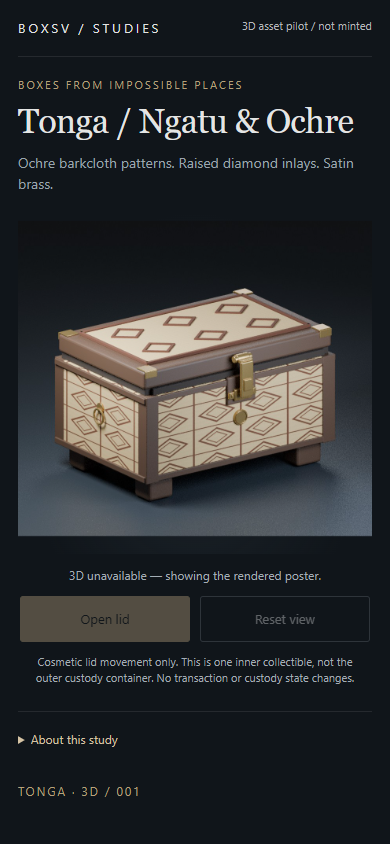 BOXSV / STUDIES
3D asset pilot / not minted
BOXES FROM IMPOSSIBLE PLACES
Tonga / Ngatu & Ochre
Ochre barkcloth patterns. Raised diamond inlays. Satin
brass.
3D unavailable — showing the rendered poster.
Open lid
Reset view
Cosmetic lid movement only. This is one inner collectible, not the
outer custody container. No transaction or custody state changes.
About this study
TONGA · 3D / 001